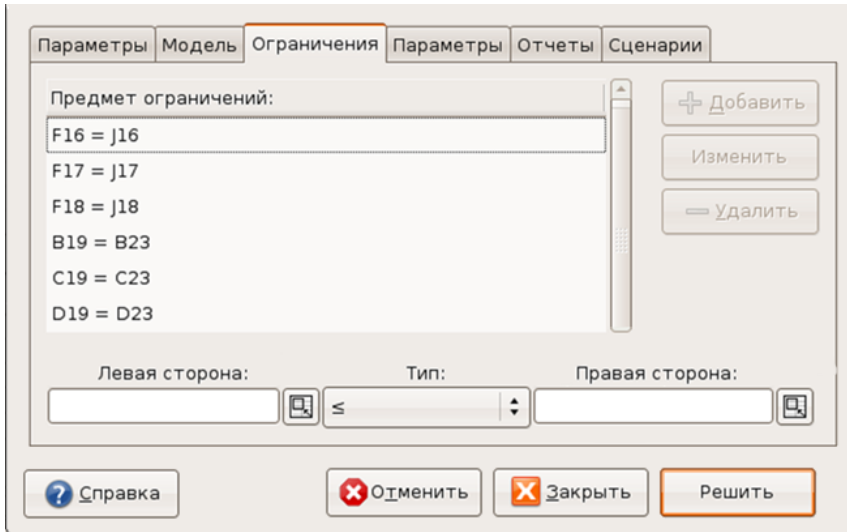 Параметры Модель Ограничения Параметры Отчеты Сценарии
Предмет ограничений:
F16 = J16
F17 = J17
F18 = J18
B19 = B23
C19 = C23
D19 = D23
Добавить
Изменить
Удалить
Левая сторона: Тип: Правая сторона:
≤
Справка Отменить Закрыть Решить